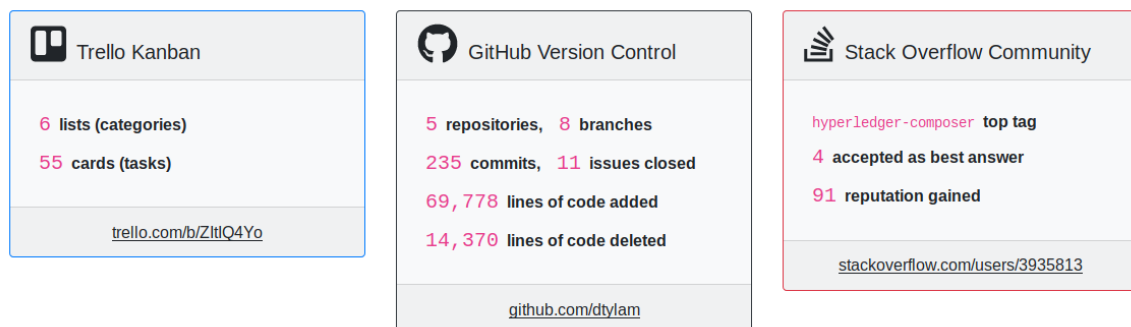 Trello Kanban
6 lists (categories)
55 cards (tasks)
trello.com/b/ZItlQ4Yo
GitHub Version Control
5 repositories, 8 branches
235 commits, 11 issues closed
69,778 lines of code added
14,370 lines of code deleted
github.com/dtylam
Stack Overflow Community
hyperledger-composer top tag
4 accepted as best answer
91 reputation gained
stackoverflow.com/users/3935813